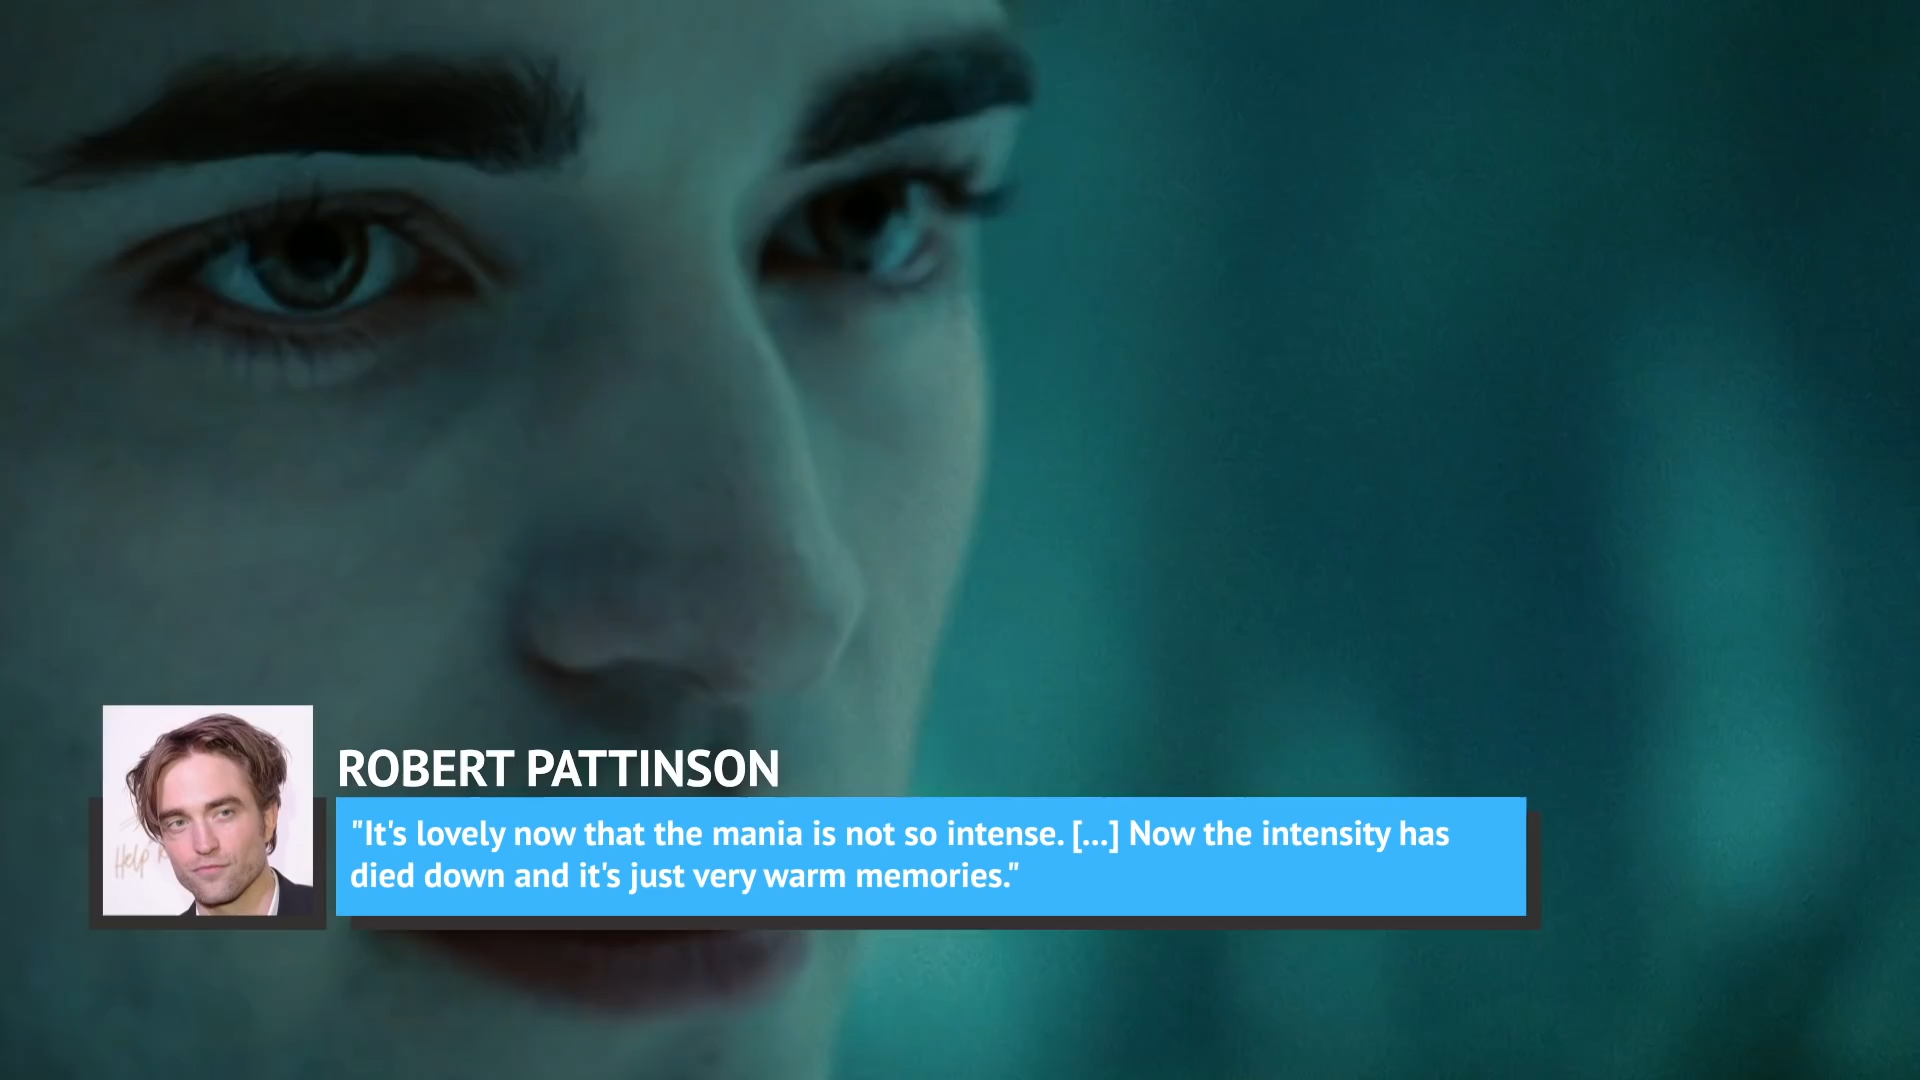 ROBERT PATTINSON
"It's lovely now that the mania is not so intense. [...] Now the intensity has
died down and it's just very warm memories."
Help